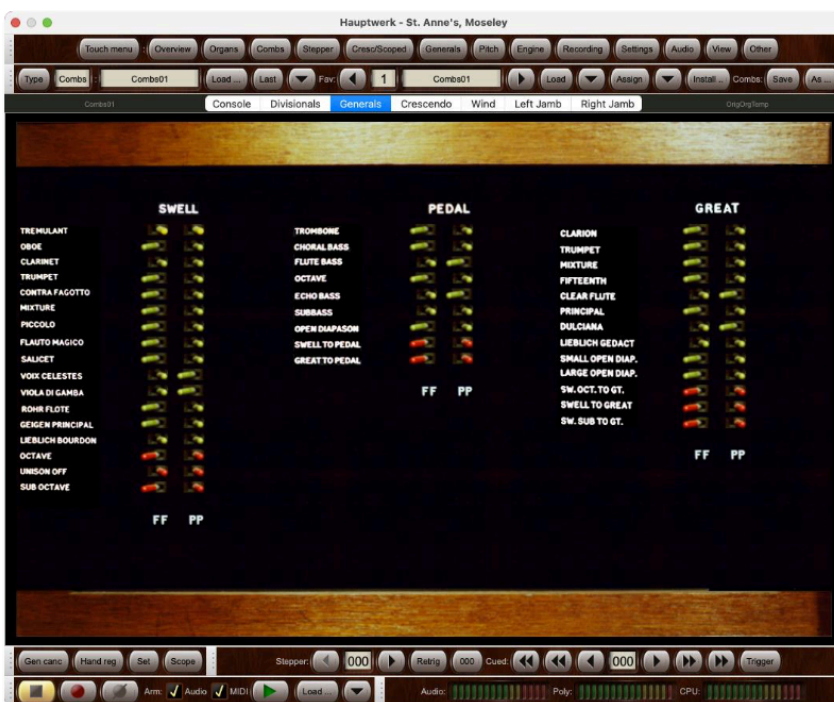 Hauptwerk - St. Anne's, Moseley
Touch menu Overview Organs Combs Stepper Cresc/Scoped Generals Pitch Engine Recording Settings Audio View Other
Type Combs Combs01 Load ... Last Fav: 1 Combs01 Load Assign Install ... Combs: Save As ...
Combs01 Console Divisionals Generals Crescendo Wind Left Jamb Right Jamb OrigOrgTemp
SWELL
TREMULANT
OBOE
CLARINET
TRUMPET
CONTRA FAGOTTO
MIXTURE
PICCOLO
FLAUTO MAGICO
SALICET
VOIX CELESTES
VIOLA DI GAMBA
ROHR FLOTE
GEIGEN PRINCIPAL
LIEBLICH BOURDON
OCTAVE
UNISON OFF
SUB OCTAVE
FF PP
PEDAL
TROMBONE
CHORAL BASS
FLUTE BASS
OCTAVE
ECHO BASS
SUBBASS
OPEN DIAPASON
SWELL TO PEDAL
GREAT TO PEDAL
FF PP
GREAT
CLARION
TRUMPET
MIXTURE
FIFTEENTH
CLEAR FLUTE
PRINCIPAL
DULCIANA
LIEBLICH GEDACT
SMALL OPEN DIAP.
LARGE OPEN DIAP.
SW. OCT. TO GT.
SWELL TO GREAT
SW. SUB TO GT.
FF PP
Gen canc Hand reg Set Scope Stepper: 000 Retrig 000 Cued: 000 Trigger
Arm: Audio MIDI Load ... Audio: Poly: CPU: